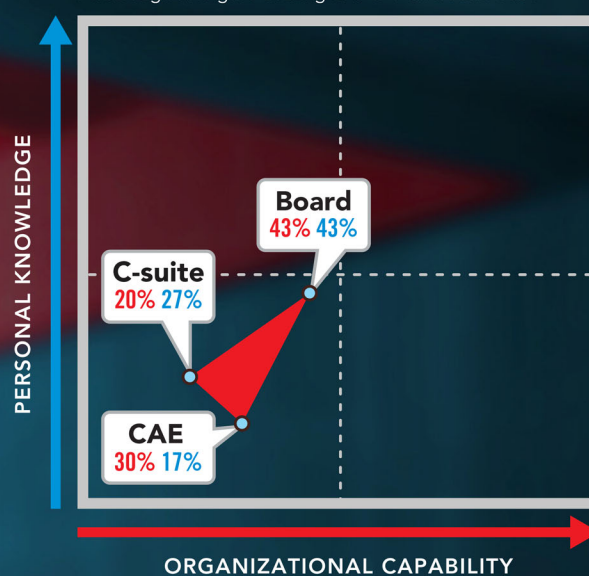 PERSONAL KNOWLEDGE
Board
43% 43%
C-suite
20% 27%
CAE
30% 17%
ORGANIZATIONAL CAPABILITY